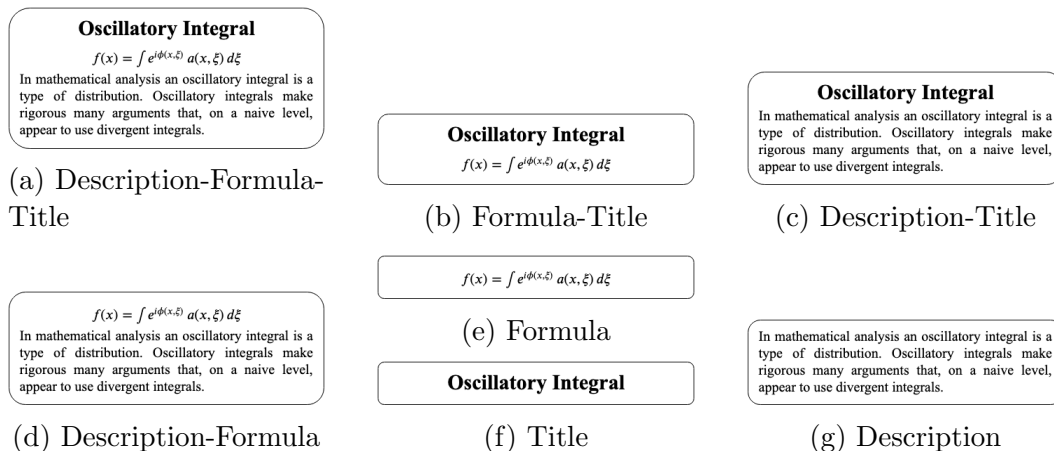 Oscillatory Integral
f(x) = ∫ e^{iϕ(x,ξ)} a(x, ξ) dξ
In mathematical analysis an oscillatory integral is a
type of distribution. Oscillatory integrals make
rigorous many arguments that, on a naive level,
appear to use divergent integrals.
(a) Description-Formula-
Title
Oscillatory Integral
f(x) = ∫ e^{iϕ(x,ξ)} a(x, ξ) dξ
(b) Formula-Title
Oscillatory Integral
In mathematical analysis an oscillatory integral is a
type of distribution. Oscillatory integrals make
rigorous many arguments that, on a naive level,
appear to use divergent integrals.
(c) Description-Title
f(x) = ∫ e^{iϕ(x,ξ)} a(x, ξ) dξ
In mathematical analysis an oscillatory integral is a
type of distribution. Oscillatory integrals make
rigorous many arguments that, on a naive level,
appear to use divergent integrals.
(d) Description-Formula
f(x) = ∫ e^{iϕ(x,ξ)} a(x, ξ) dξ
(e) Formula
Oscillatory Integral
(f) Title
In mathematical analysis an oscillatory integral is a
type of distribution. Oscillatory integrals make
rigorous many arguments that, on a naive level,
appear to use divergent integrals.
(g) Description